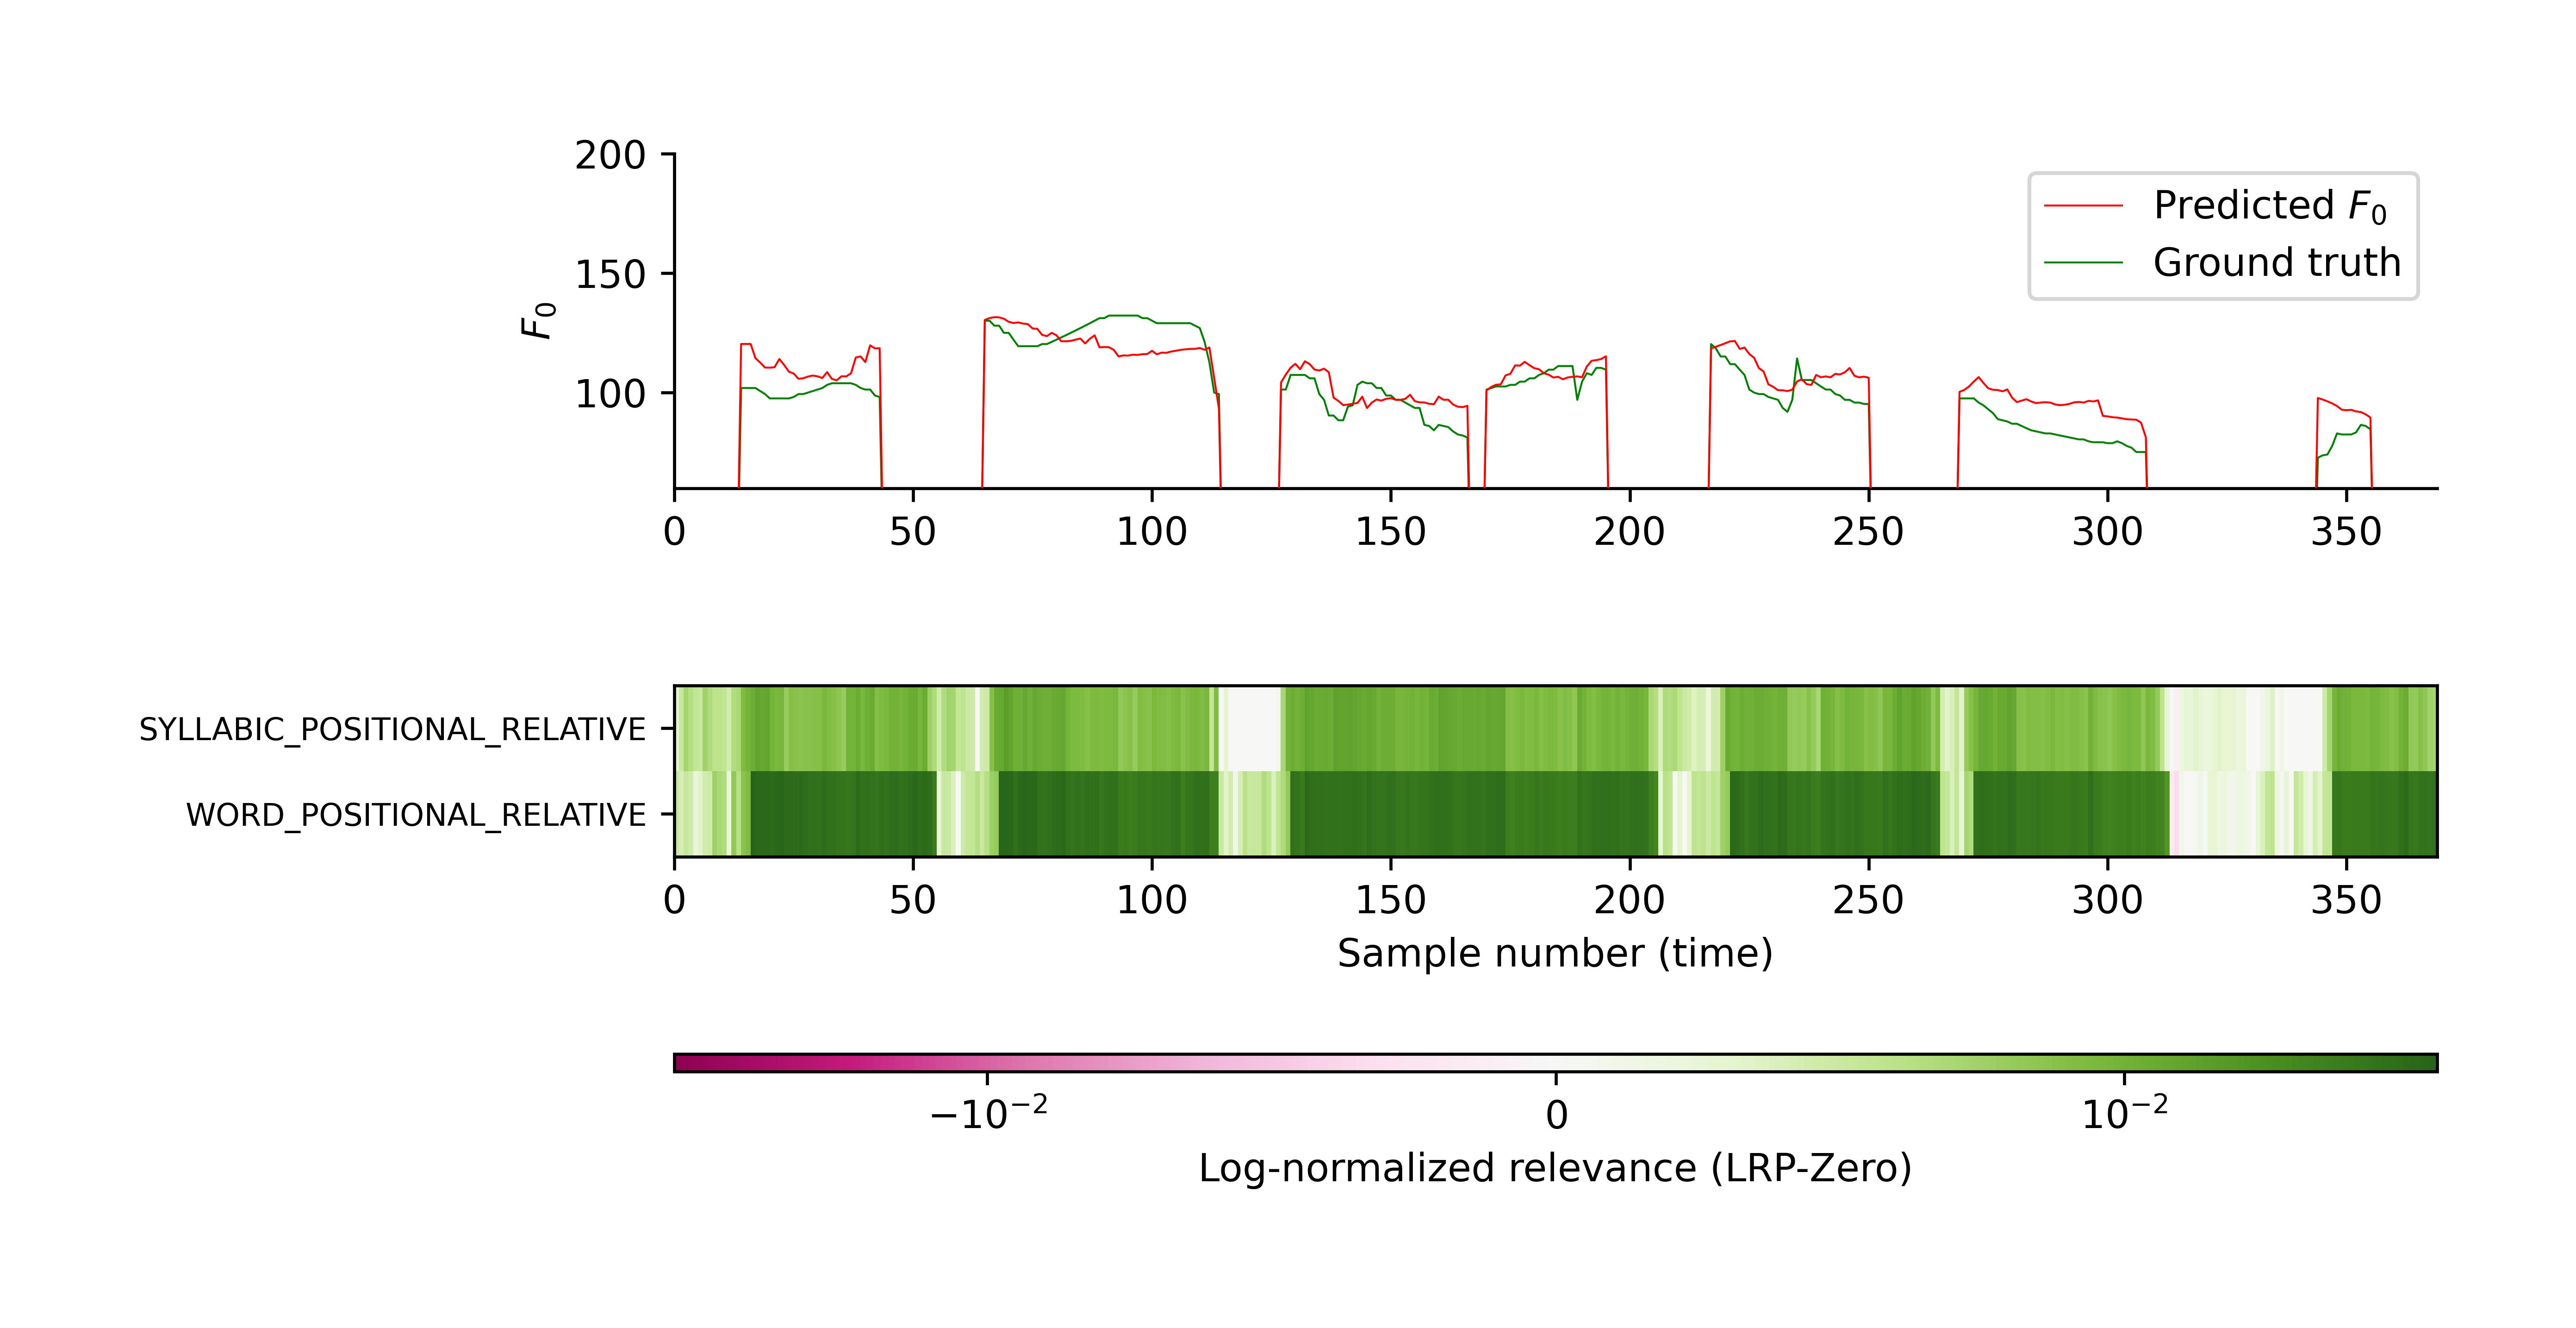 200
150
100
F0
Predicted F0
Ground truth
0 50 100 150 200 250 300 350
SYLLABIC_POSITIONAL_RELATIVE
WORD_POSITIONAL_RELATIVE
0 50 100 150 200 250 300 350
Sample number (time)
−10−2 0 10−2
Log-normalized relevance (LRP-Zero)